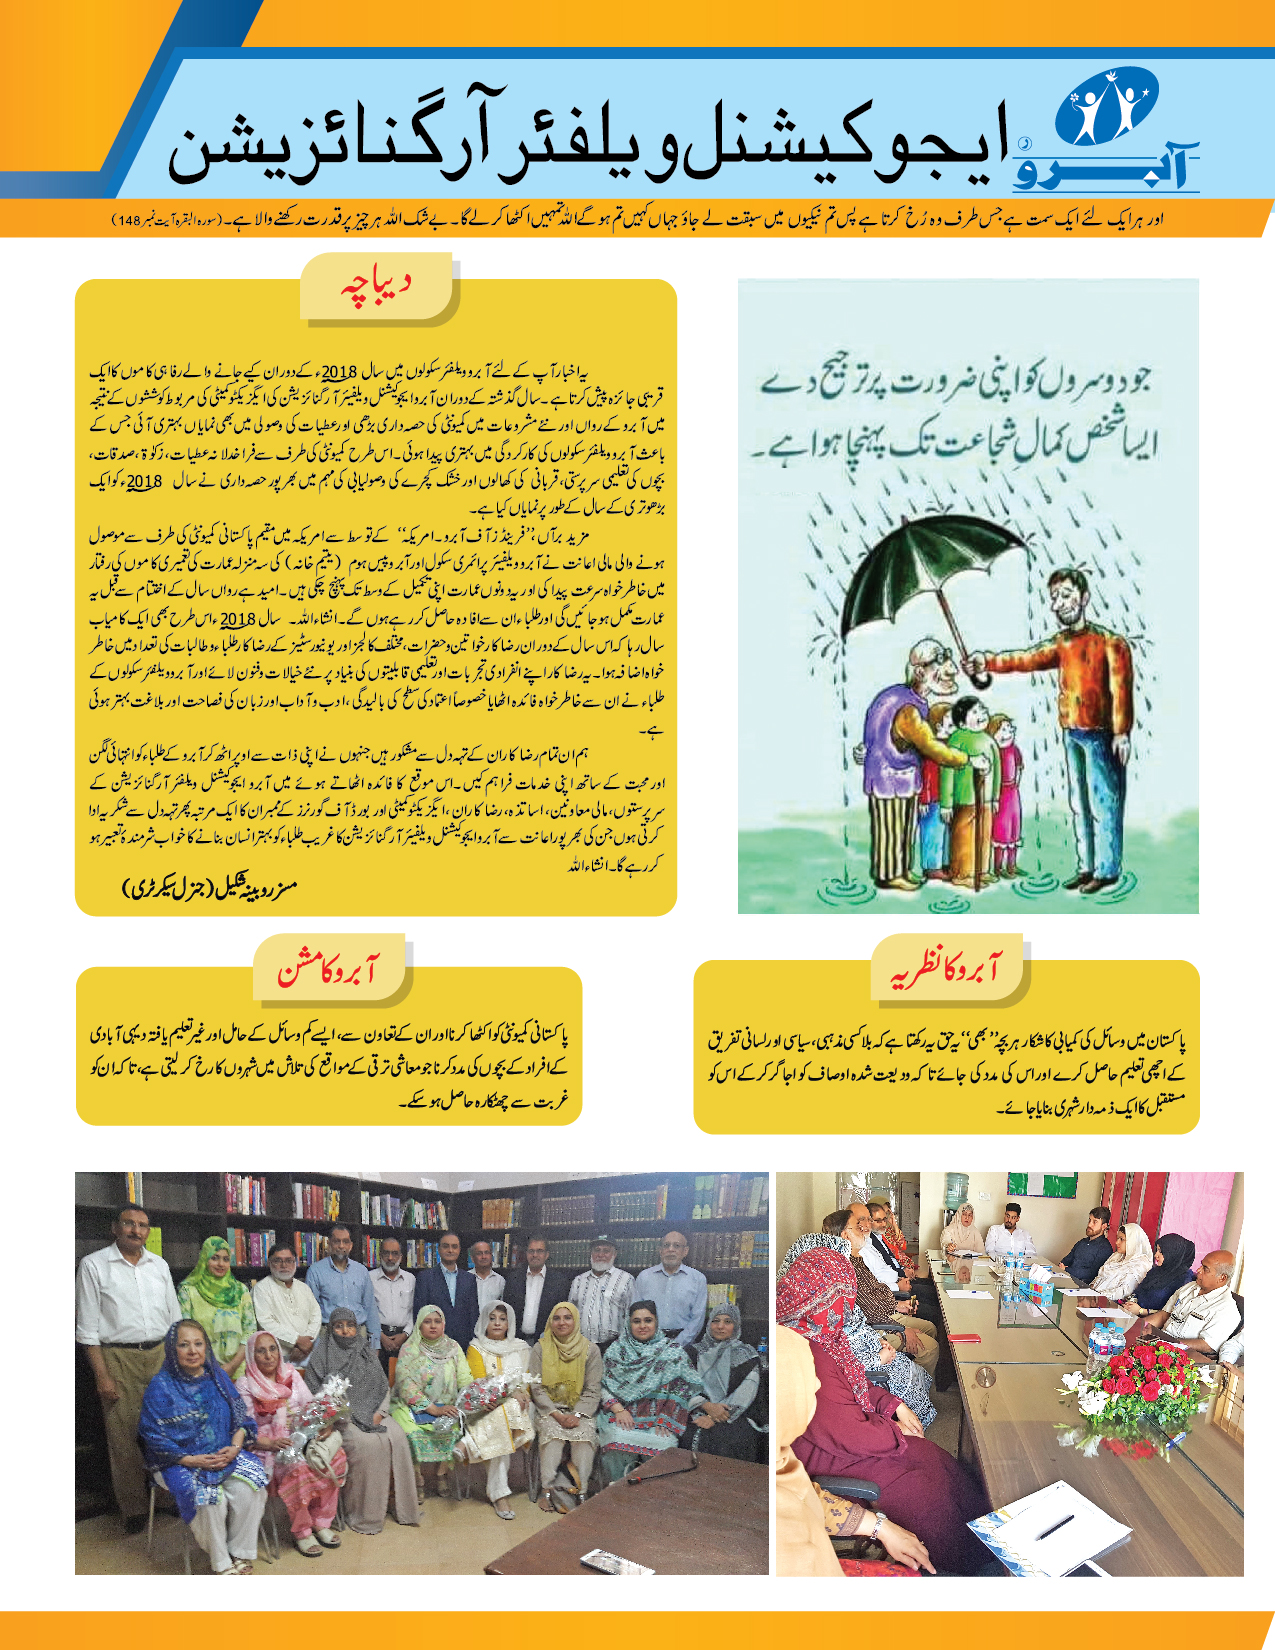 آبرو ایجوکیشنل ویلفئر آرگنائزیشن
اور ہر ایک لئے ایک سمت ہے جس طرف وہ رُخ کرتا ہے پس تم نیکیوں میں سبقت لے جاؤ جہاں کہیں تم ہو گے اللہ تمہیں اکٹھا کر لے گا۔ بے شک اللہ ہر چیز پر قدرت رکھنے والا ہے۔ (سورہ البقرہ آیت نمبر 148)
جو دوسروں کو اپنی ضرورت پر ترجیح دے
ایسا شخص کمالِ شجاعت تک پہنچا ہوا ہے۔
دیباچہ
یہ اخبار آپ کے لئے آبرو ویلفئر سکولوں میں سال 2018ء کے دوران کیے جانے والے رفاہی کاموں کا ایک
قریبی جائزہ پیش کرتا ہے۔ سال گذشتہ کے دوران آبرو ایجوکیشنل ویلفیئر آرگنائزیشن کی ایگزیکٹو کمیٹی کی مربوط کوششوں کے نتیجہ
میں آبرو کے رواں اور نئے مشروعات میں کمیونٹی کی حصہ داری بڑھی اور عطیات کی وصولی میں بھی نمایاں بہتری آئی جس کے
باعث آبرو ویلفئر سکولوں کی کارکردگی میں بہتری پیدا ہوئی۔ اس طرح کمیونٹی کی طرف سے فراخدلانہ عطیات، زکوٰۃ، صدقات،
بچوں کی تعلیمی سرپرستی، قربانی کی کھالوں اور خشک کچرے کی وصولیابی کی مہم میں بھرپور حصہ داری نے سال 2018ء کو ایک
بڑھوتری کے سال کے طور پر نمایاں کیا ہے۔
مزید برآں، ”فرینڈز آف آبرو۔ امریکہ“ کے توسط سے امریکہ میں مقیم پاکستانی کمیونٹی کی طرف سے موصول
ہونے والی مالی اعانت نے آبرو ویلفیئر پرائمری سکول اور آبرو پیس ہوم (یتیم خانہ) کی سہ منزلہ عمارت کی تعمیری کاموں کی رفتار
میں خاطر خواہ سرعت پیدا کی اور یہ دونوں عمارت اپنی تکمیل کے وسط تک پہنچ چکی ہیں۔ امید ہے رواں سال کے اختتام سے قبل یہ
عمارت مکمل ہو جائیں گی اور طلباء ان سے افادہ حاصل کر رہے ہوں گے۔ انشاءاللہ۔ سال 2018ء اس طرح بھی ایک کامیاب
سال رہا کہ اس سال کے دوران رضا کار خواتین و حضرات، مختلف کالجز اور یونیورسٹیز کے رضا کار طلباء و طالبات کی تعداد میں خاطر
خواہ اضافہ ہوا۔ یہ رضا کار اپنے انفرادی تجربات اور تعلیمی قابلیتوں کی بنیاد پر نئے خیالات و فنون لائے اور آبرو ویلفئر سکولوں کے
طلباء نے ان سے خاطر خواہ فائدہ اٹھایا خصوصاً اعتماد کی سطح کی بالیدگی، ادب و آداب اور زبان کی فصاحت اور بلاغت بہتر ہوئی
ہے۔
ہم ان تمام رضا کاران کے تہہ دل سے مشکور ہیں جنہوں نے اپنی ذات سے اوپر اٹھ کر آبرو کے طلباء کو انتہائی لگن
اور محبت کے ساتھ اپنی خدمات فراہم کیں۔ اس موقع کا فائدہ اٹھاتے ہوئے میں آبرو ایجوکیشنل ویلفئر آرگنائزیشن کے
سرپرستوں، مالی معاونین، اساتذہ، رضا کاران، ایگزیکٹو کمیٹی اور بورڈ آف گورنرز کے ممبران کا ایک مرتبہ پھر تہہ دل سے شکریہ ادا
کرتی ہوں جن کی بھرپور اعانت سے آبرو ایجوکیشنل ویلفیئر آرگنائزیشن کا غریب طلباء کو بہتر انسان بنانے کا خواب شرمندہ تعبیر ہو
کر رہے گا۔ انشاءاللہ
مسز روبینہ شکیل (جنرل سیکرٹری)
آبرو کا نظریہ
پاکستان میں وسائل کی کمیابی کا شکار ہر بچہ ”بھی“ یہ حق یہ رکھتا ہے کہ بلا کسی مذہبی، سیاسی اور لسانی تفریق
کے اچھی تعلیم حاصل کرے اور اس کی مدد کی جائے تاکہ ودیعت شدہ اوصاف کو اجاگر کر کے اس کو
مستقبل کا ایک ذمہ دار شہری بنایا جائے۔
آبرو کا مشن
پاکستانی کمیونٹی کو اکٹھا کرنا اور ان کے تعاون سے، ایسے کم وسائل کے حامل اور غیر تعلیم یافتہ دیہی آبادی
کے افراد کے بچوں کی مدد کرنا جو معاشی ترقی کے مواقع کی تلاش میں شہروں کا رخ کر لیتی ہے، تاکہ ان کو
غربت سے چھٹکارہ حاصل ہو سکے۔